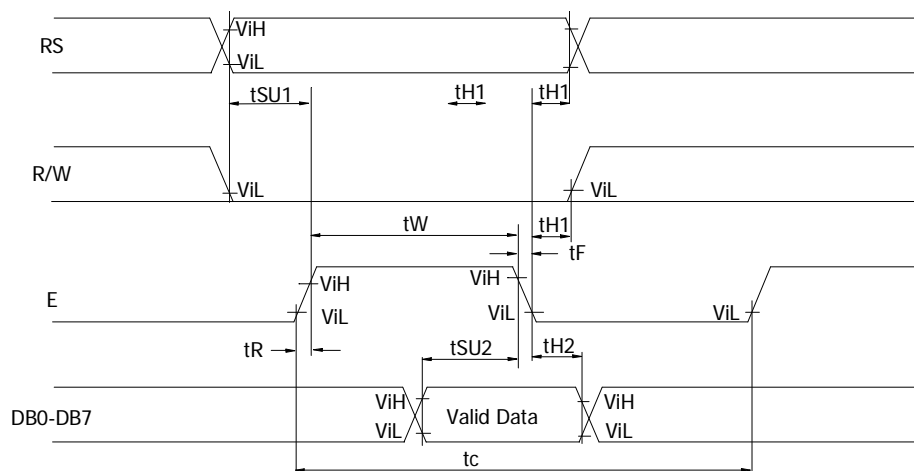 RS
ViH
ViL
tSU1
tH1
tH1
R/W
ViL
ViL
tW
tH1
tF
E
ViH
ViH
ViL
ViL
ViL
tR
tSU2
tH2
DB0-DB7
ViH
Valid Data
ViH
ViL
ViL
tc